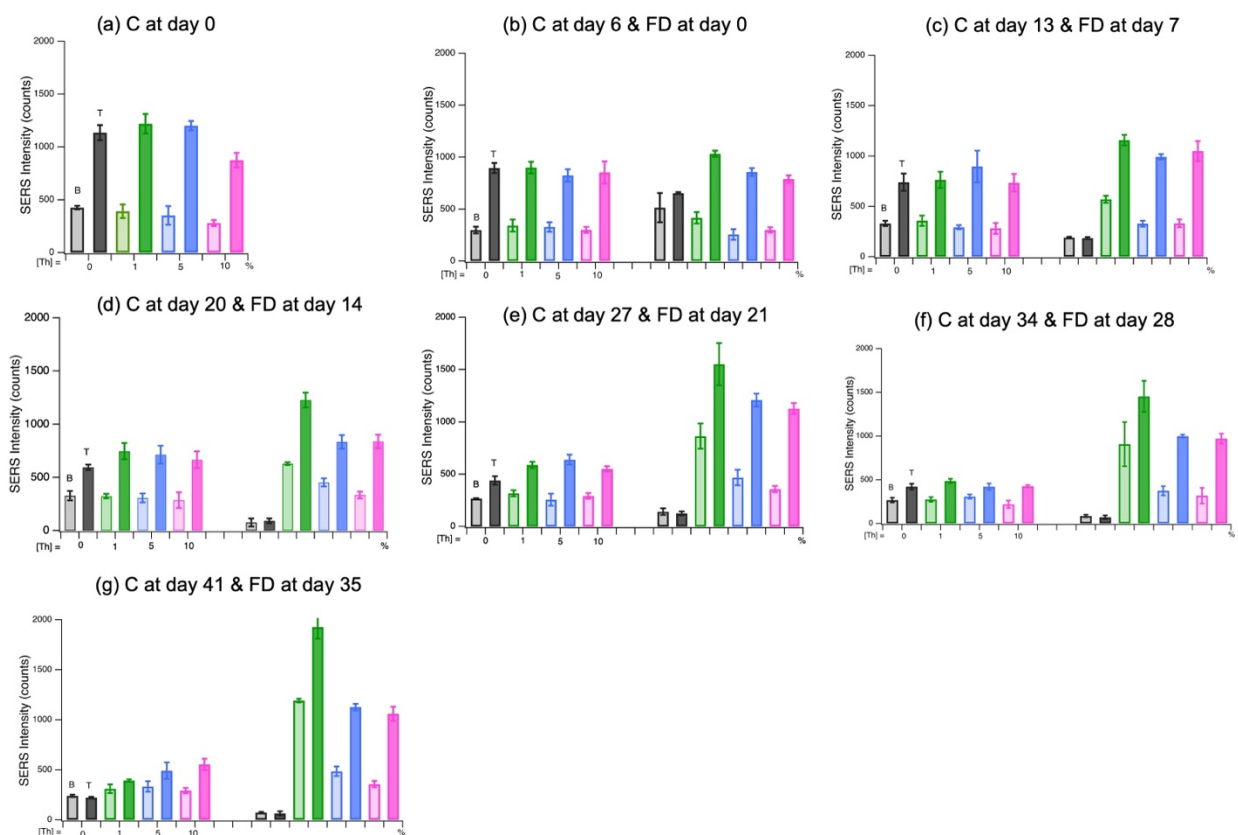 (a) C at day 0
SERS Intensity (counts)
2000
1500
1000
500
0
B
T
[Th] = 0 1 5 10 %
(b) C at day 6 & FD at day 0
SERS Intensity (counts)
2000
1500
1000
500
0
B
T
[Th] = 0 1 5 10 %
(c) C at day 13 & FD at day 7
SERS Intensity (counts)
2000
1500
1000
500
0
B
T
[Th] = 0 1 5 10 %
(d) C at day 20 & FD at day 14
SERS Intensity (counts)
2000
1500
1000
500
0
B
T
[Th] = 0 1 5 10 %
(e) C at day 27 & FD at day 21
SERS Intensity (counts)
2000
1500
1000
500
0
B
T
[Th] = 0 1 5 10 %
(f) C at day 34 & FD at day 28
SERS Intensity (counts)
2000
1500
1000
500
0
B
T
[Th] = 0 1 5 10 %
(g) C at day 41 & FD at day 35
SERS Intensity (counts)
2000
1500
1000
500
0
B
T
[Th] = 0 1 5 10 %